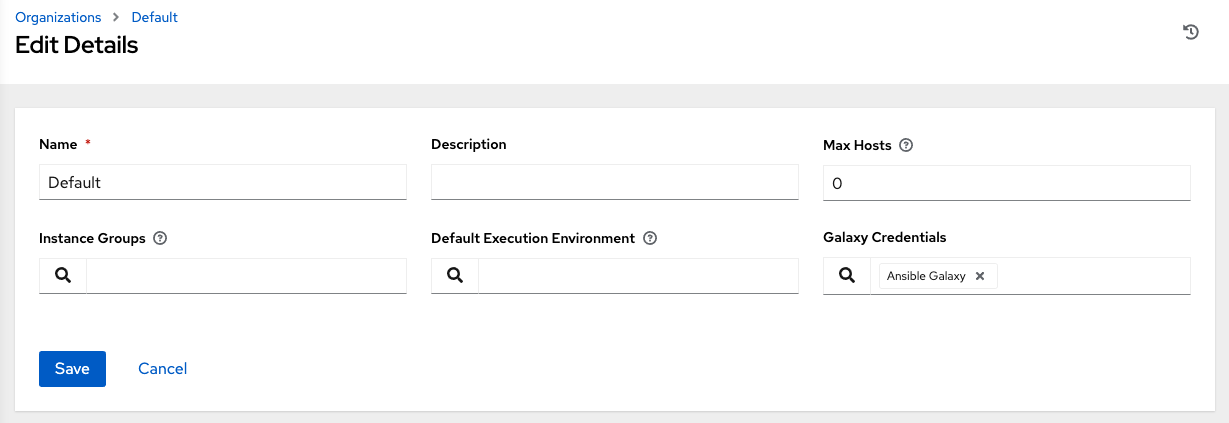 Organizations > Default
Edit Details
Name *
Description
Max Hosts
Default
0
Instance Groups
Default Execution Environment
Galaxy Credentials
Ansible Galaxy
Save
Cancel